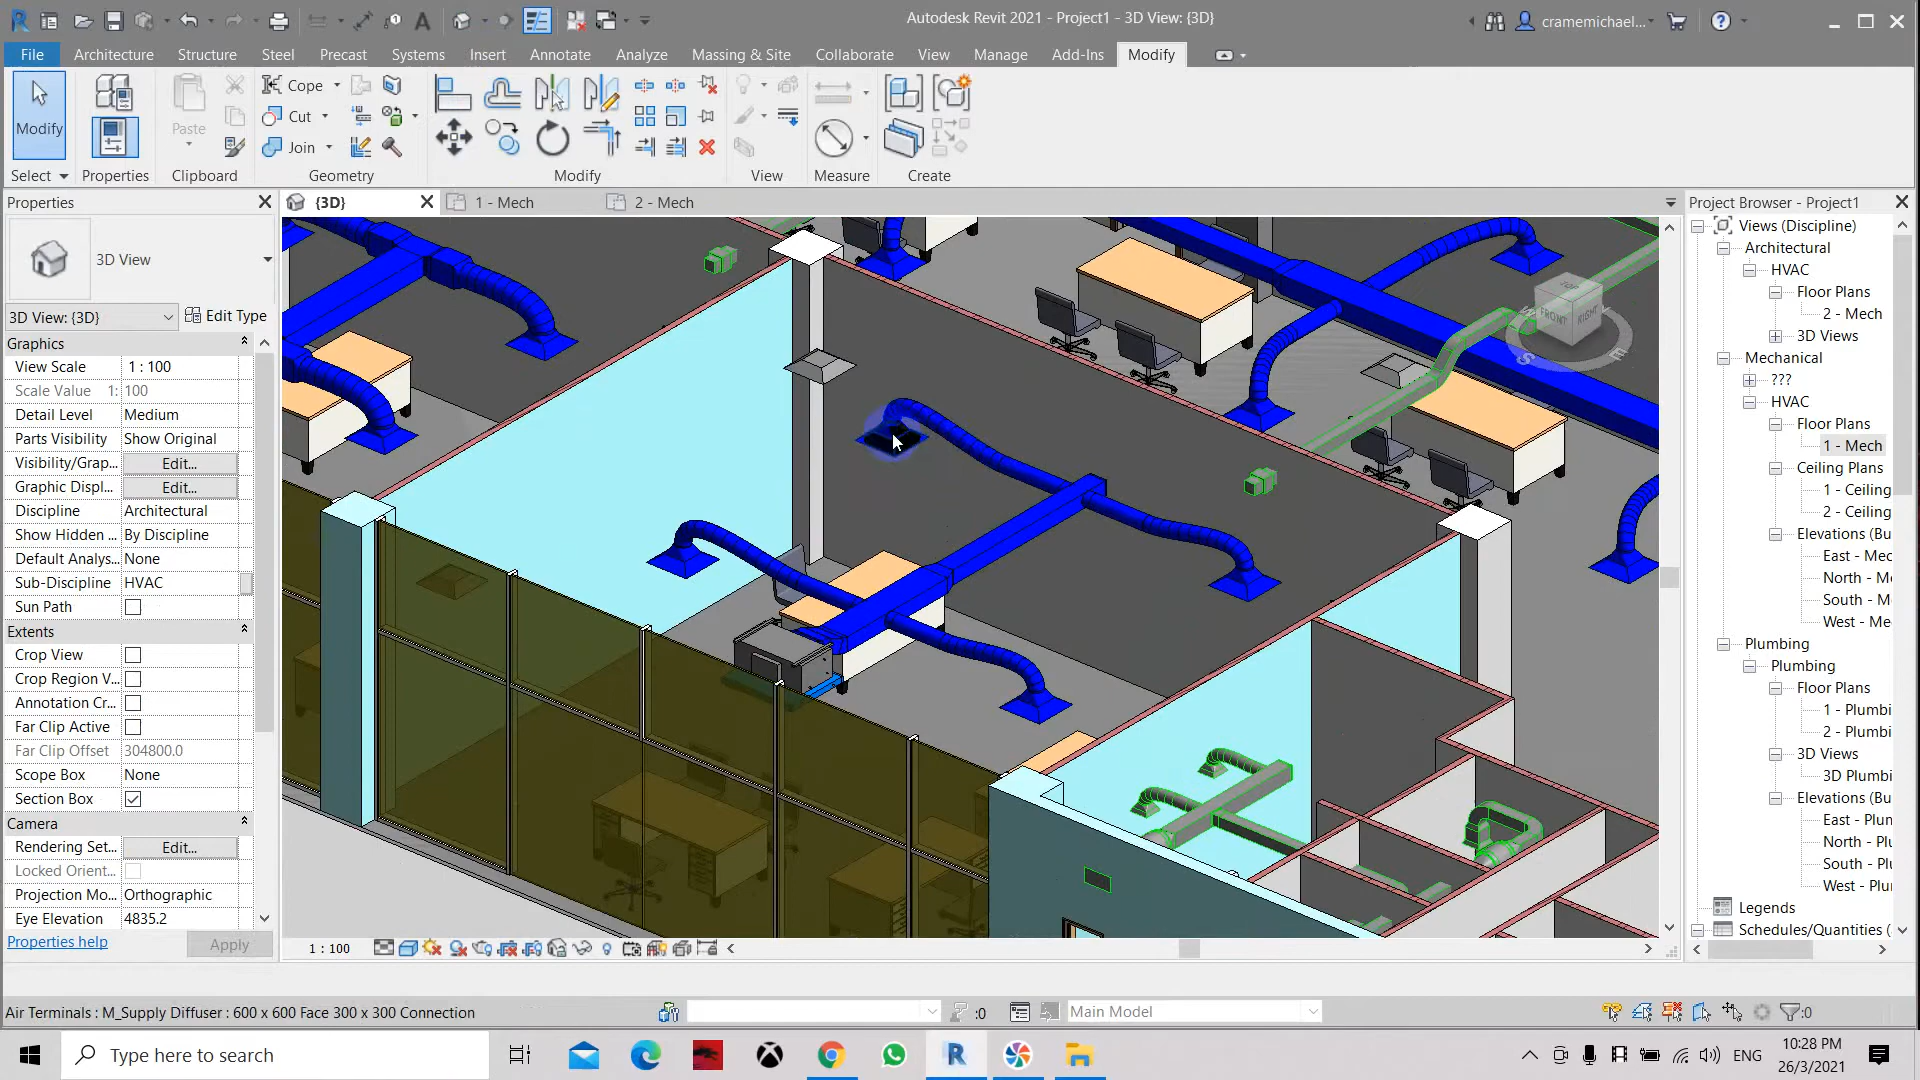 Autodesk Revit 2021 - Project1 - 3D View: {3D}
cramemichael...
File
Architecture
Structure
Steel
Precast
Systems
Insert
Annotate
Analyze
Massing & Site
Collaborate
View
Manage
Add-Ins
Modify
Modify
Paste
Cope
Cut
Join
Select
Properties
Clipboard
Geometry
Modify
View
Measure
Create
Properties
3D View
3D View: {3D}
Edit Type
Graphics
View Scale 1 : 100
Scale Value 1: 100
Detail Level Medium
Parts Visibility Show Original
Visibility/Grap... Edit...
Graphic Displ... Edit...
Discipline Architectural
Show Hidden ... By Discipline
Default Analys... None
Sub-Discipline HVAC
Sun Path
Extents
Crop View
Crop Region V...
Annotation Cr...
Far Clip Active
Far Clip Offset 304800.0
Scope Box None
Section Box
Camera
Rendering Set... Edit...
Locked Orient...
Projection Mo... Orthographic
Eye Elevation 4835.2
Properties help
Apply
{3D}
1 - Mech
2 - Mech
TOP
FRONT
RIGHT
S
E
Project Browser - Project1
Views (Discipline)
Architectural
HVAC
Floor Plans
2 - Mech
3D Views
Mechanical
???
HVAC
Floor Plans
1 - Mech
Ceiling Plans
1 - Ceiling
2 - Ceiling
Elevations (Bu
East - Mec
North - Me
South - M
West - Me
Plumbing
Plumbing
Floor Plans
1 - Plumbi
2 - Plumbi
3D Views
3D Plumbi
Elevations (Bu
East - Plun
North - Pl
South - Plu
West - Plu
Legends
Schedules/Quantities (
1 : 100
Air Terminals : M_Supply Diffuser : 600 x 600 Face 300 x 300 Connection
:0
Main Model
:0
Type here to search
ENG
10:28 PM
26/3/2021